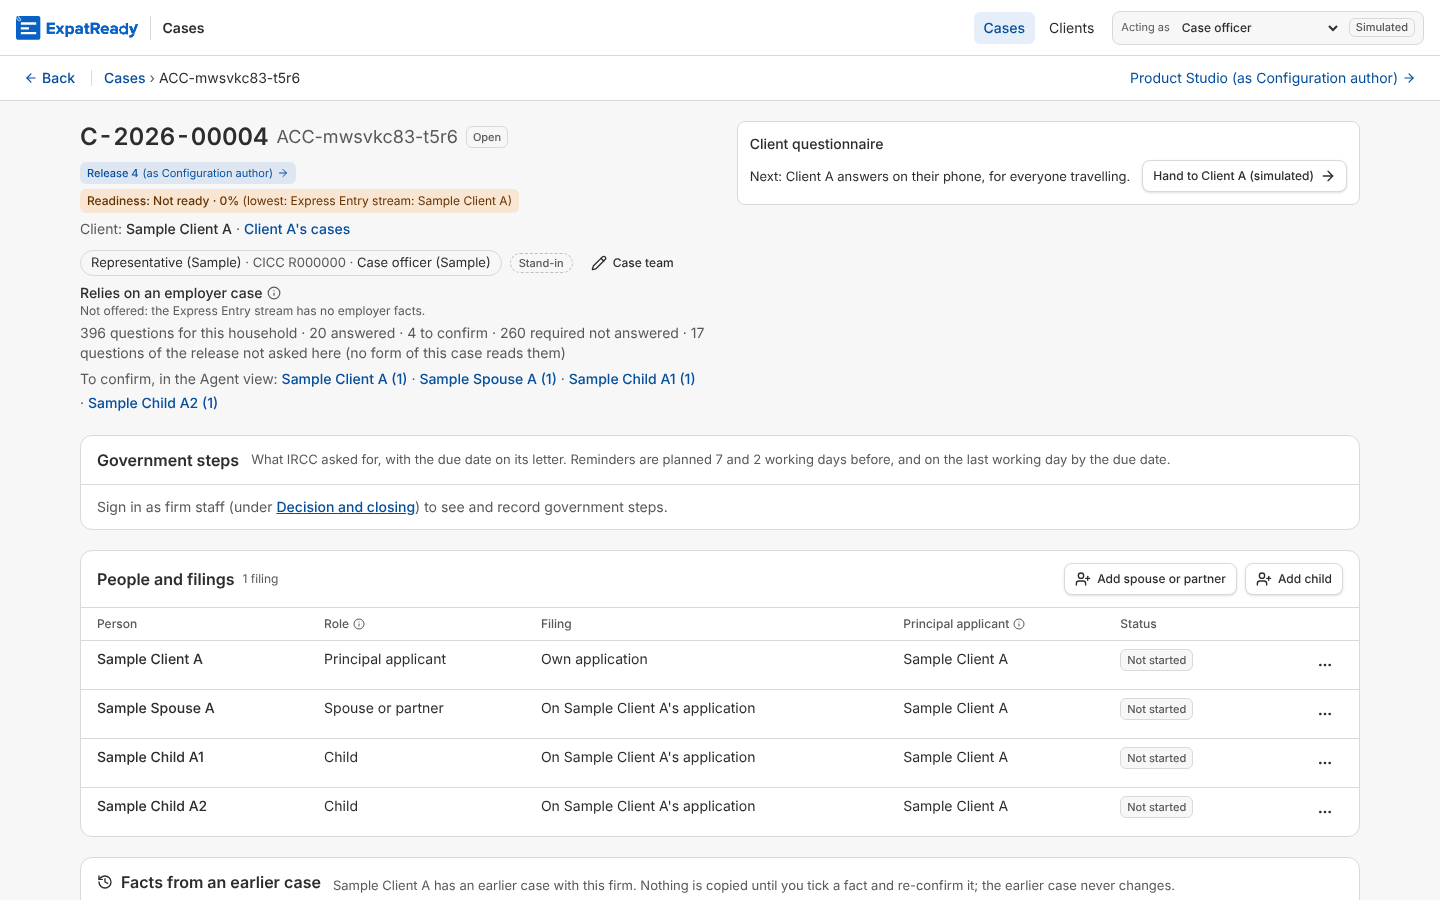 ExpatReady
Cases
Cases
Clients
Acting as Case officer Simulated
Back
Cases › ACC-mwsvkc83-t5r6
Product Studio (as Configuration author) →
C-2026-00004 ACC-mwsvkc83-t5r6 Open
Release 4 (as Configuration author) →
Readiness: Not ready · 0% (lowest: Express Entry stream: Sample Client A)
Client: Sample Client A · Client A's cases
Representative (Sample) · CICC R000000 · Case officer (Sample) Stand-in Case team
Relies on an employer case
Not offered: the Express Entry stream has no employer facts.
396 questions for this household · 20 answered · 4 to confirm · 260 required not answered · 17
questions of the release not asked here (no form of this case reads them)
To confirm, in the Agent view: Sample Client A (1) · Sample Spouse A (1) · Sample Child A1 (1)
· Sample Child A2 (1)
Client questionnaire
Next: Client A answers on their phone, for everyone travelling. Hand to Client A (simulated) →
Government steps What IRCC asked for, with the due date on its letter. Reminders are planned 7 and 2 working days before, and on the last working day by the due date.
Sign in as firm staff (under Decision and closing) to see and record government steps.
People and filings 1 filing Add spouse or partner Add child
Person Role Filing Principal applicant Status
Sample Client A Principal applicant Own application Sample Client A Not started ...
Sample Spouse A Spouse or partner On Sample Client A's application Sample Client A Not started ...
Sample Child A1 Child On Sample Client A's application Sample Client A Not started ...
Sample Child A2 Child On Sample Client A's application Sample Client A Not started ...
Facts from an earlier case Sample Client A has an earlier case with this firm. Nothing is copied until you tick a fact and re-confirm it; the earlier case never changes.